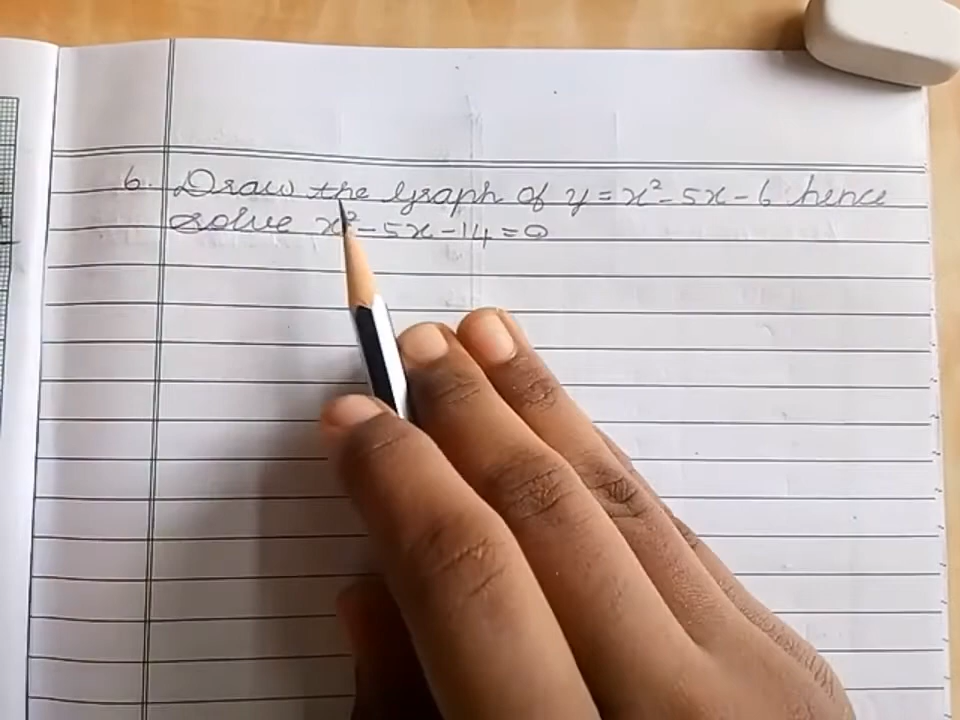 6. Draw the graph of y = x² - 5x - 6 hence
solve x² - 5x - 14 = 0